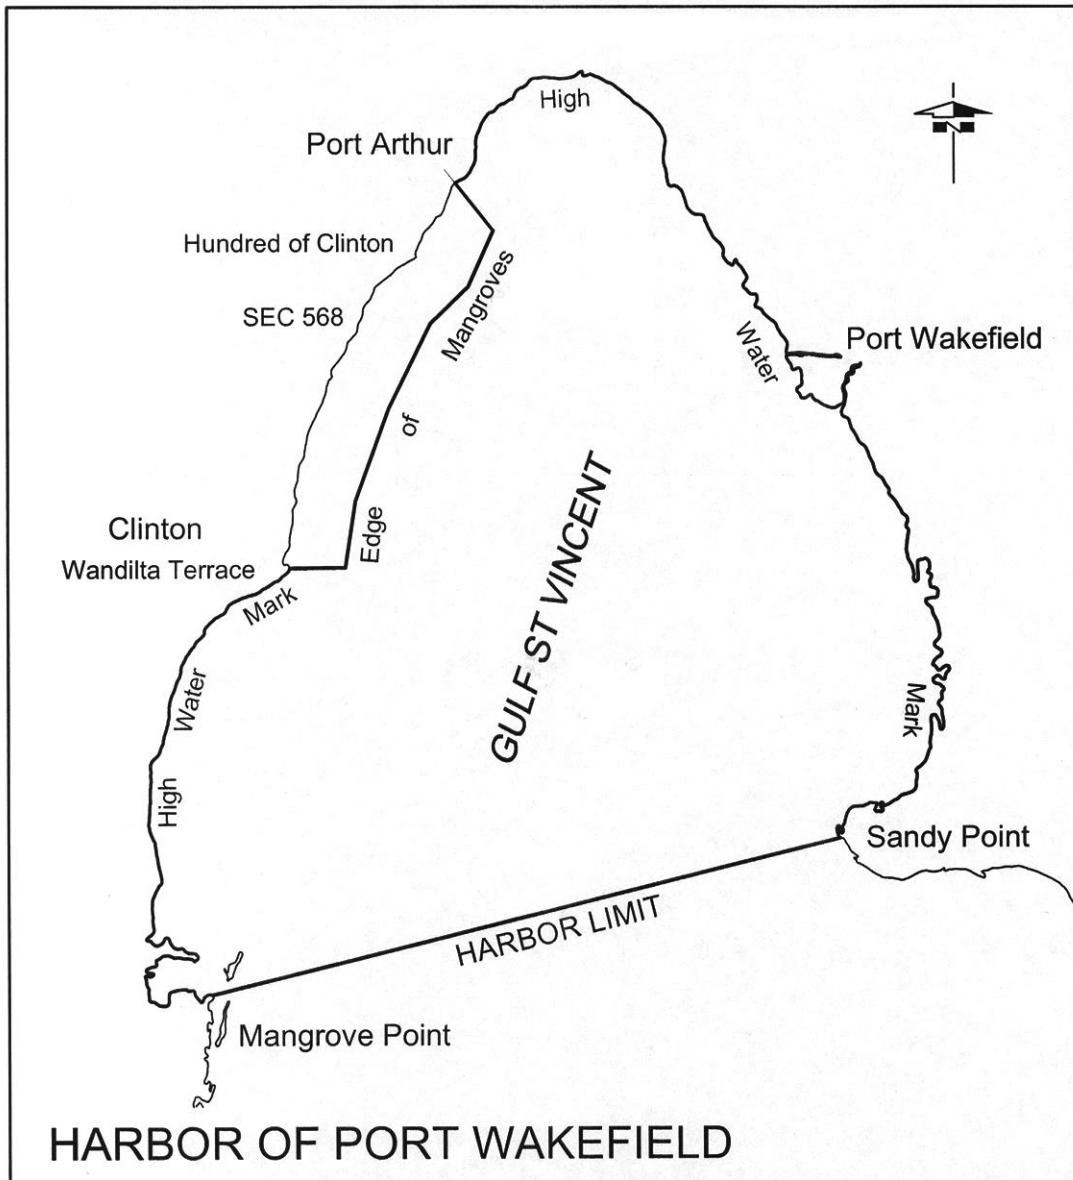 High
Port Arthur
N
Hundred of Clinton
Mangroves
SEC 568
Water
Port Wakefield
of
GULF ST VINCENT
Clinton
Edge
Wandilta Terrace
Mark
Water
Mark
High
Sandy Point
HARBOR LIMIT
Mangrove Point
HARBOR OF PORT WAKEFIELD